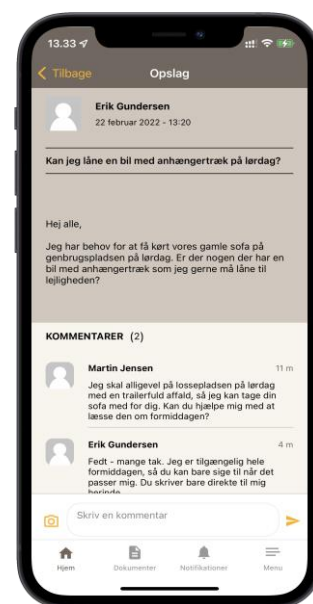 13.33
Tilbage
Opslag
Erik Gundersen
22 februar 2022 - 13:20
Kan jeg låne en bil med anhængertræk på lørdag?
Hej alle,
Jeg har behov for at få kørt vores gamle sofa på
genbrugspladsen på lørdag. Er der nogen der har en
bil med anhængertræk som jeg gerne må låne til
lejligheden?
KOMMENTARER (2)
Martin Jensen 11 m
Jeg skal alligevel på lossepladsen på lørdag
med en trailerfuld affald, så jeg kan tage din
sofa med for dig. Kan du hjælpe mig med at
læsse den om formiddagen?
Erik Gundersen 4 m
Fedt - mange tak. Jeg er tilgængelig hele
formiddagen, så du kan bare sige til når det
passer mig. Du skriver bare direkte til mig
herinde
Skriv en kommentar
Hjem Dokumenter Notifikationer Menu